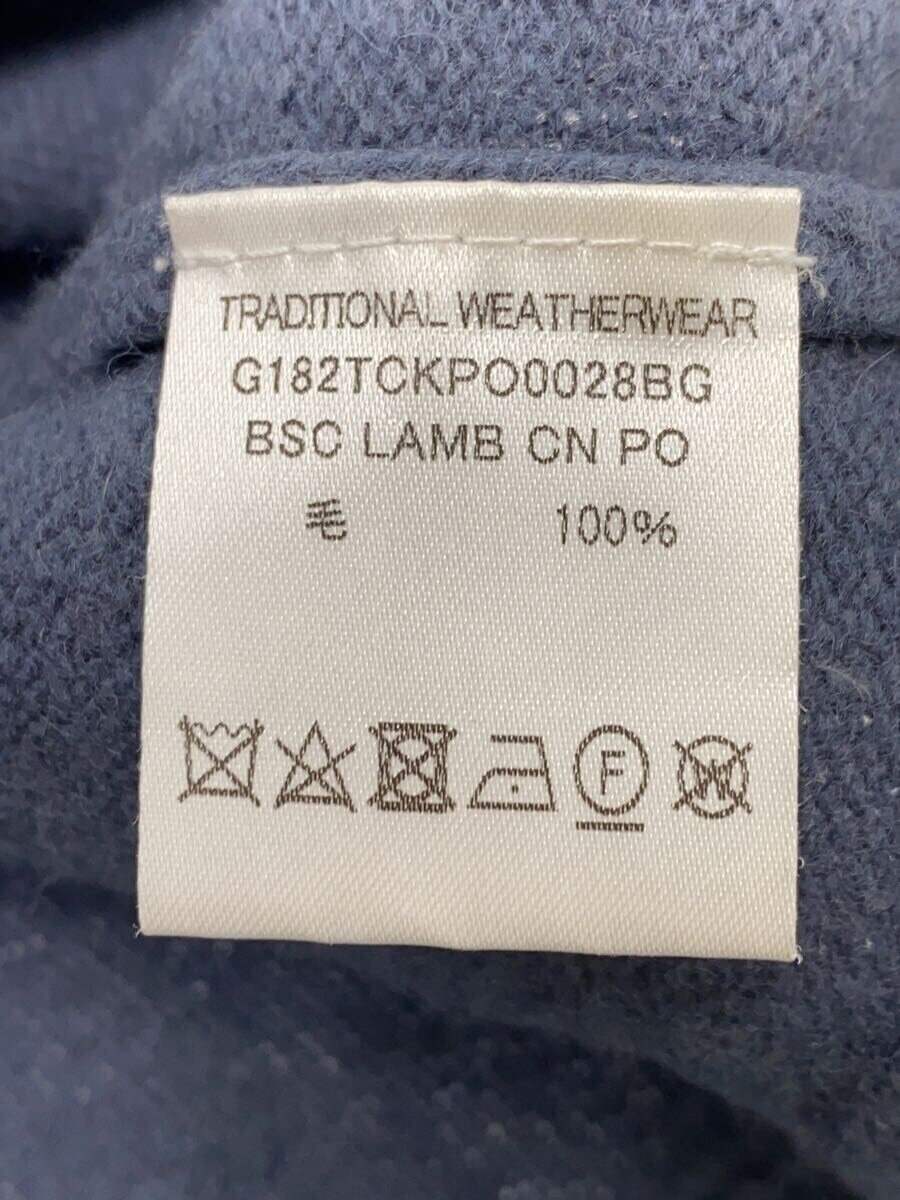 TRADITIONAL WEATHERWEAR
G182TCKPO0028BG
BSC LAMB CN PO
毛 100%
F W